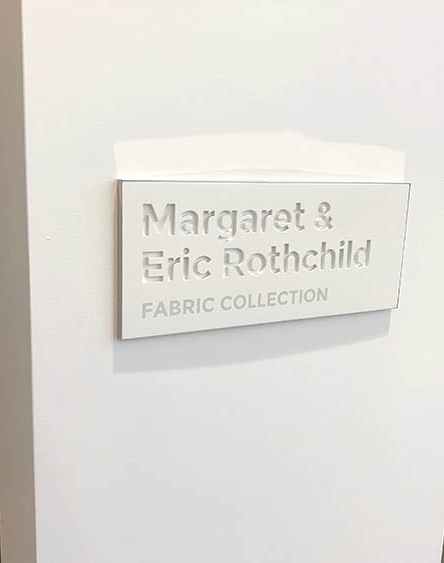 Margaret &
Eric Rothchild
FABRIC COLLECTION